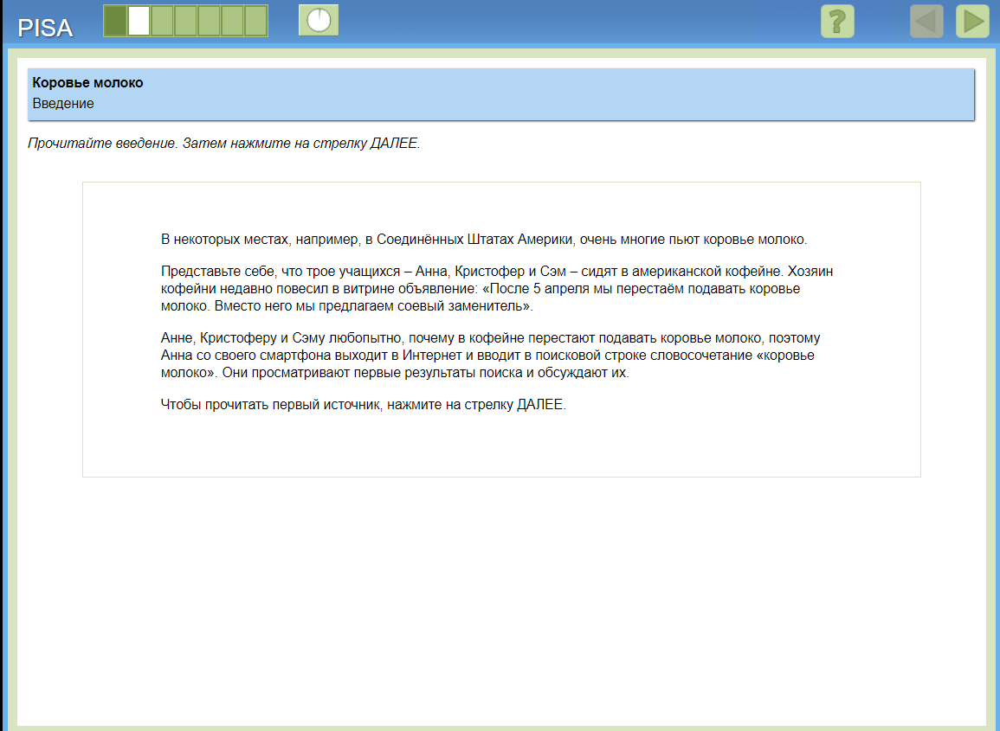 PISA
?
Коровье молоко
Введение
Прочитайте введение. Затем нажмите на стрелку ДАЛЕЕ.
В некоторых местах, например, в Соединённых Штатах Америки, очень многие пьют коровье молоко.
Представьте себе, что трое учащихся – Анна, Кристофер и Сэм – сидят в американской кофейне. Хозяин
кофейни недавно повесил в витрине объявление: «После 5 апреля мы перестаём подавать коровье
молоко. Вместо него мы предлагаем соевый заменитель».
Анне, Кристоферу и Сэму любопытно, почему в кофейне перестают подавать коровье молоко, поэтому
Анна со своего смартфона выходит в Интернет и вводит в поисковой строке словосочетание «коровье
молоко». Они просматривают первые результаты поиска и обсуждают их.
Чтобы прочитать первый источник, нажмите на стрелку ДАЛЕЕ.